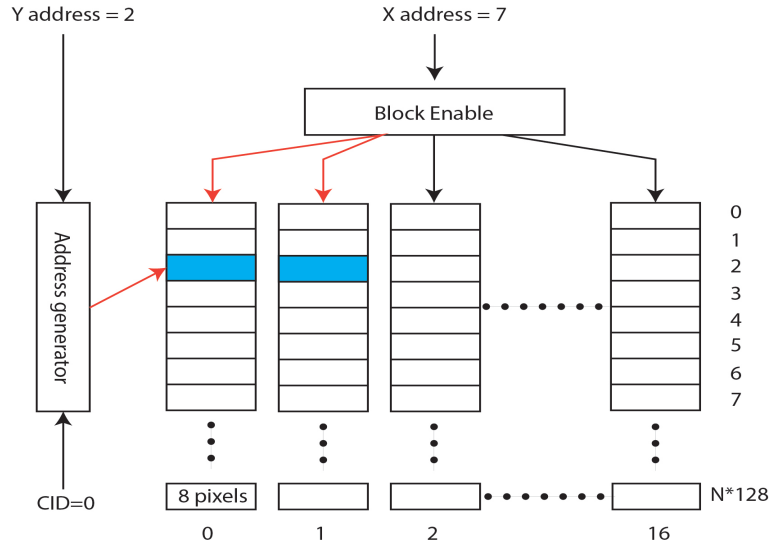 Y address = 2
X address = 7
Block Enable
Address generator
0
1
2
3
4
5
6
7
8 pixels
N*128
CID=0
0
1
2
16